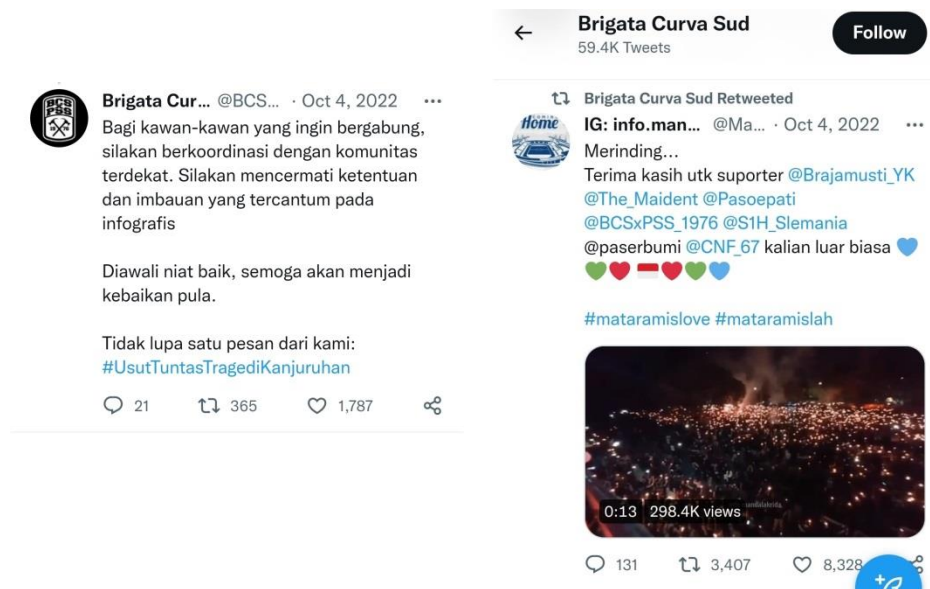 BCS
PSS
Brigata Cur... @BCS... · Oct 4, 2022
Bagi kawan-kawan yang ingin bergabung,
silakan berkoordinasi dengan komunitas
terdekat. Silakan mencermati ketentuan
dan imbauan yang tercantum pada
infografis
Diawali niat baik, semoga akan menjadi
kebaikan pula.
Tidak lupa satu pesan dari kami:
#UsutTuntasTragediKanjuruhan
21 365 1,787
Brigata Curva Sud
59.4K Tweets
Follow
Brigata Curva Sud Retweeted
Home
IG: info.man... @Ma... · Oct 4, 2022
Merinding...
Terima kasih utk suporter @Brajamusti_YK
@The_Maident @Pasoepati
@BCSxPSS_1976 @S1H_Slemania
@paserbumi @CNF_67 kalian luar biasa
#mataramislove #mataramislah
0:13 298.4K views
131 3,407 8,328